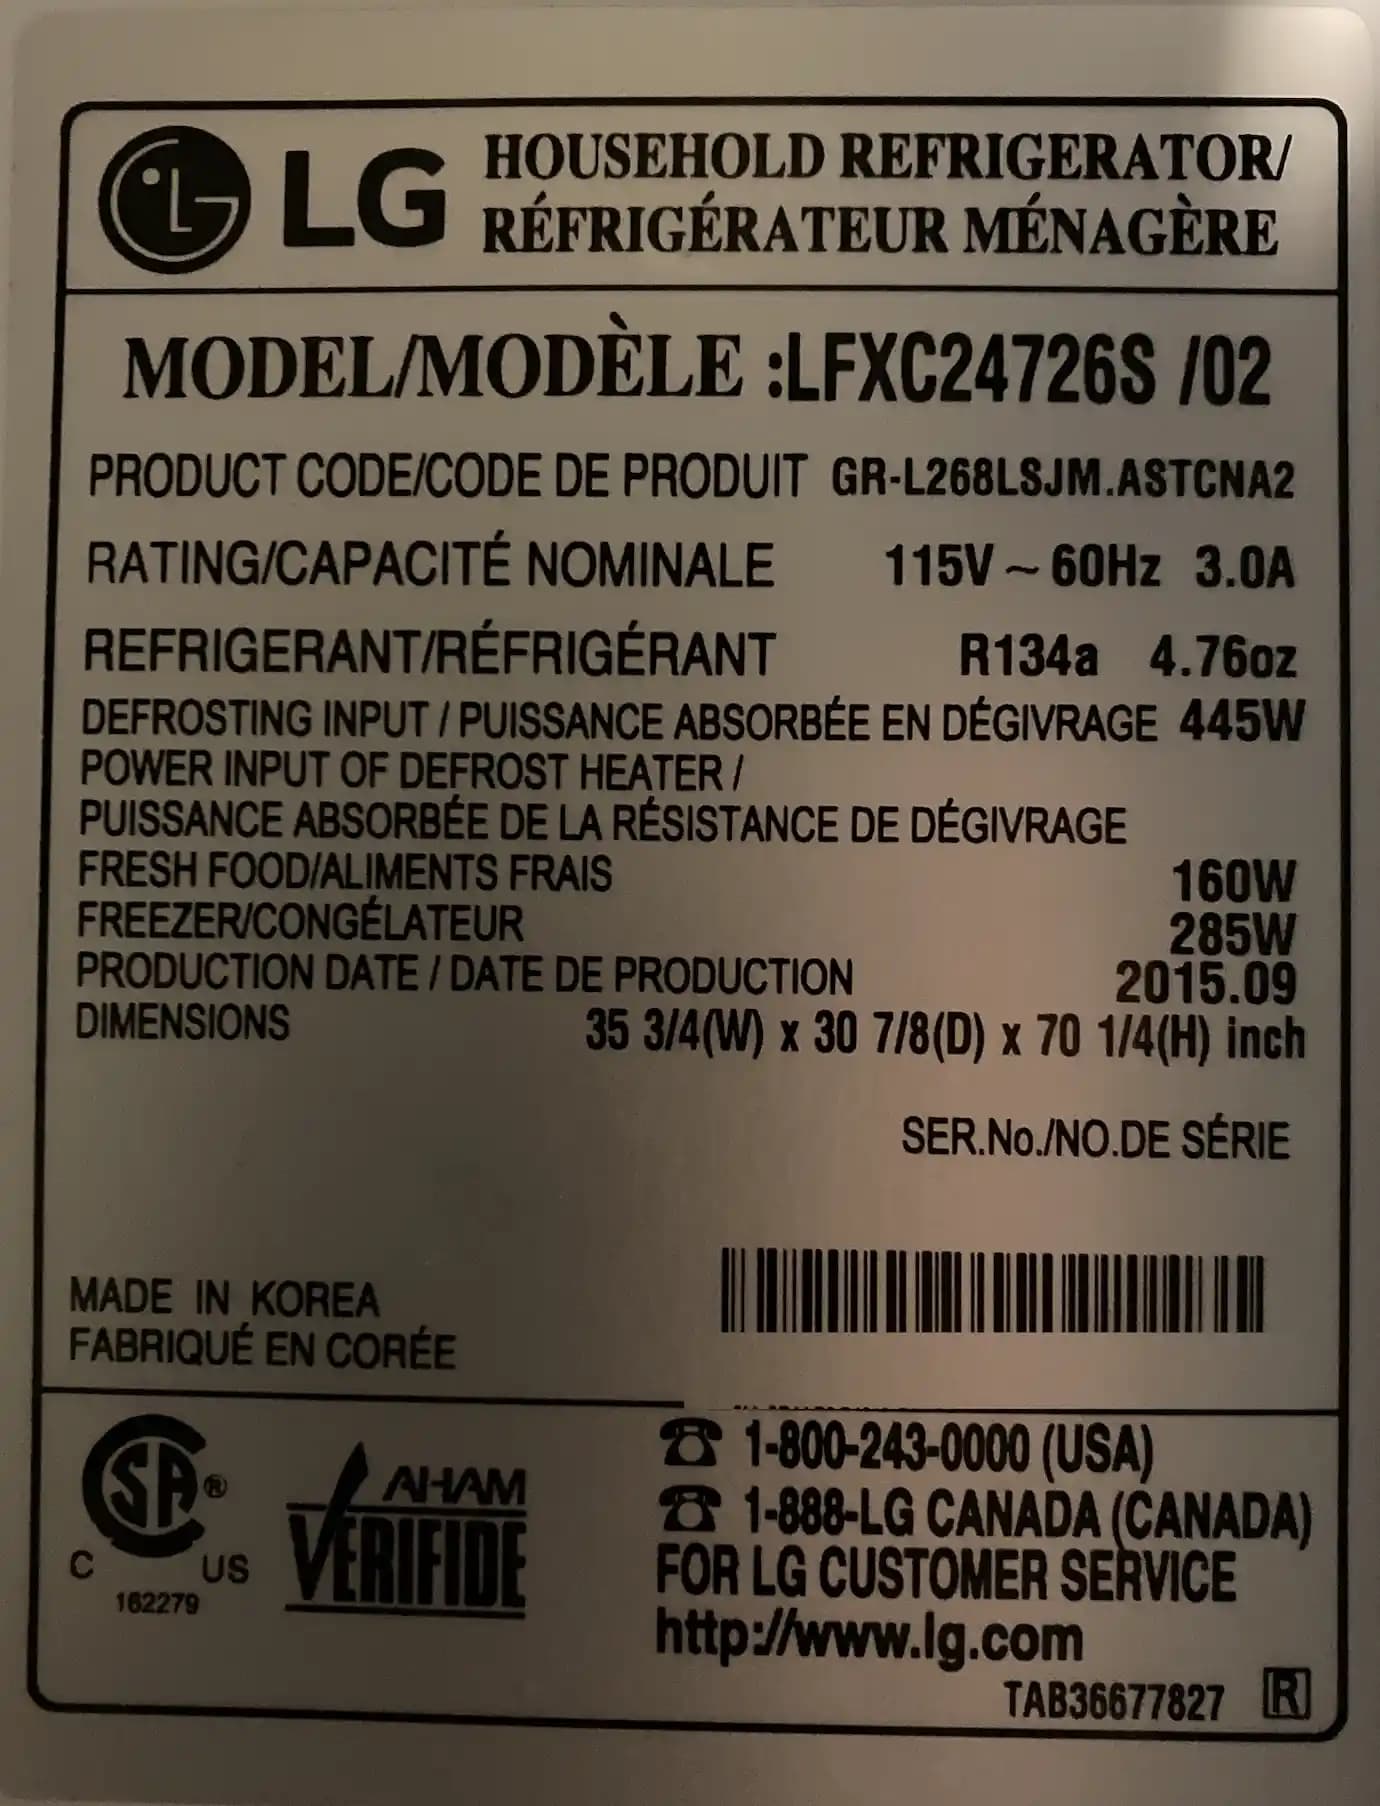 LG HOUSEHOLD REFRIGERATOR/
RÉFRIGÉRATEUR MÉNAGÈRE
MODEL/MODÈLE :LFXC24726S /02
PRODUCT CODE/CODE DE PRODUIT GR-L268LSJM.ASTCNA2
RATING/CAPACITÉ NOMINALE 115V ~ 60Hz 3.0A
REFRIGERANT/RÉFRIGÉRANT R134a 4.76oz
DEFROSTING INPUT / PUISSANCE ABSORBÉE EN DÉGIVRAGE 445W
POWER INPUT OF DEFROST HEATER /
PUISSANCE ABSORBÉE DE LA RÉSISTANCE DE DÉGIVRAGE
FRESH FOOD/ALIMENTS FRAIS 160W
FREEZER/CONGÉLATEUR 285W
PRODUCTION DATE / DATE DE PRODUCTION 2015.09
DIMENSIONS 35 3/4(W) x 30 7/8(D) x 70 1/4(H) inch
SER.No./NO.DE SÉRIE
MADE IN KOREA
FABRIQUÉ EN CORÉE
SA ®
C US
162279
AHAM
VERIFIDE
1-800-243-0000 (USA)
1-888-LG CANADA (CANADA)
FOR LG CUSTOMER SERVICE
http://www.lg.com
TAB36677827 R